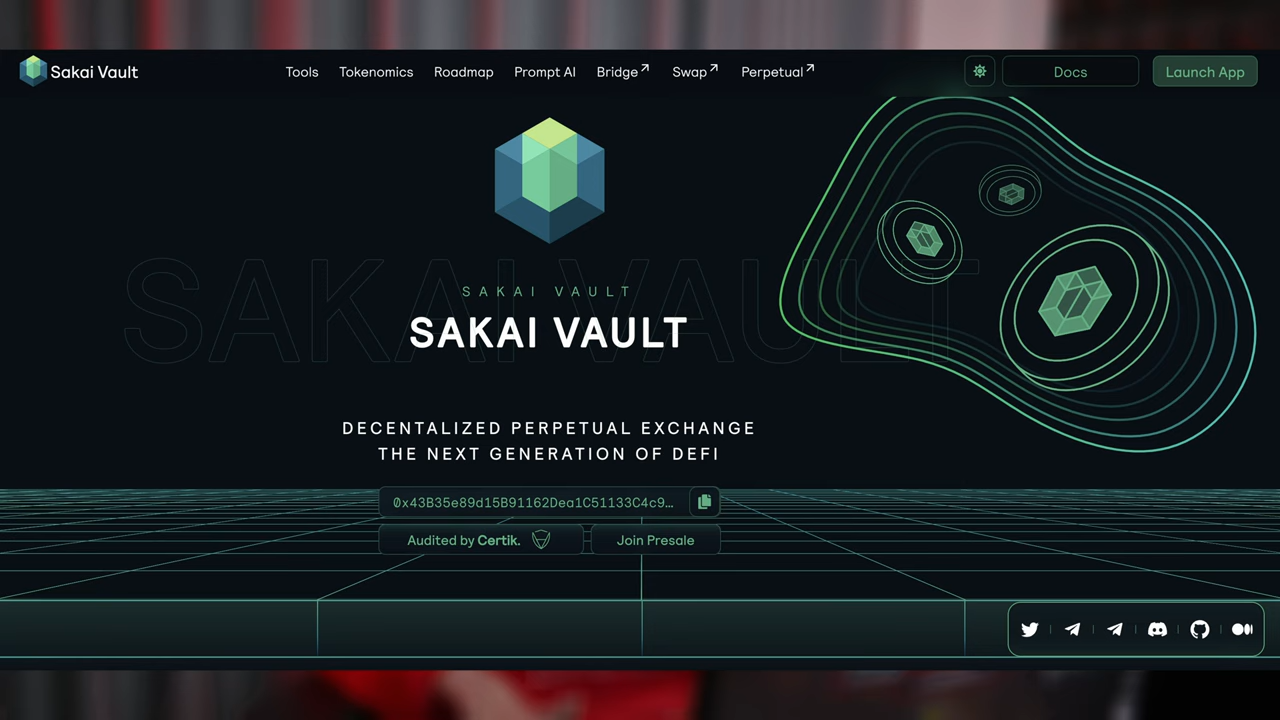 Sakai Vault
Tools
Tokenomics
Roadmap
Prompt AI
Bridge
Swap
Perpetual
Docs
Launch App
SAKAI VAULT
SAKAI VAULT
SAKAI VAULT
DECENTALIZED PERPETUAL EXCHANGE
THE NEXT GENERATION OF DEFI
0x43B35e89d15B91162Dea1C51133C4c9…
Audited by Certik.
Join Presale